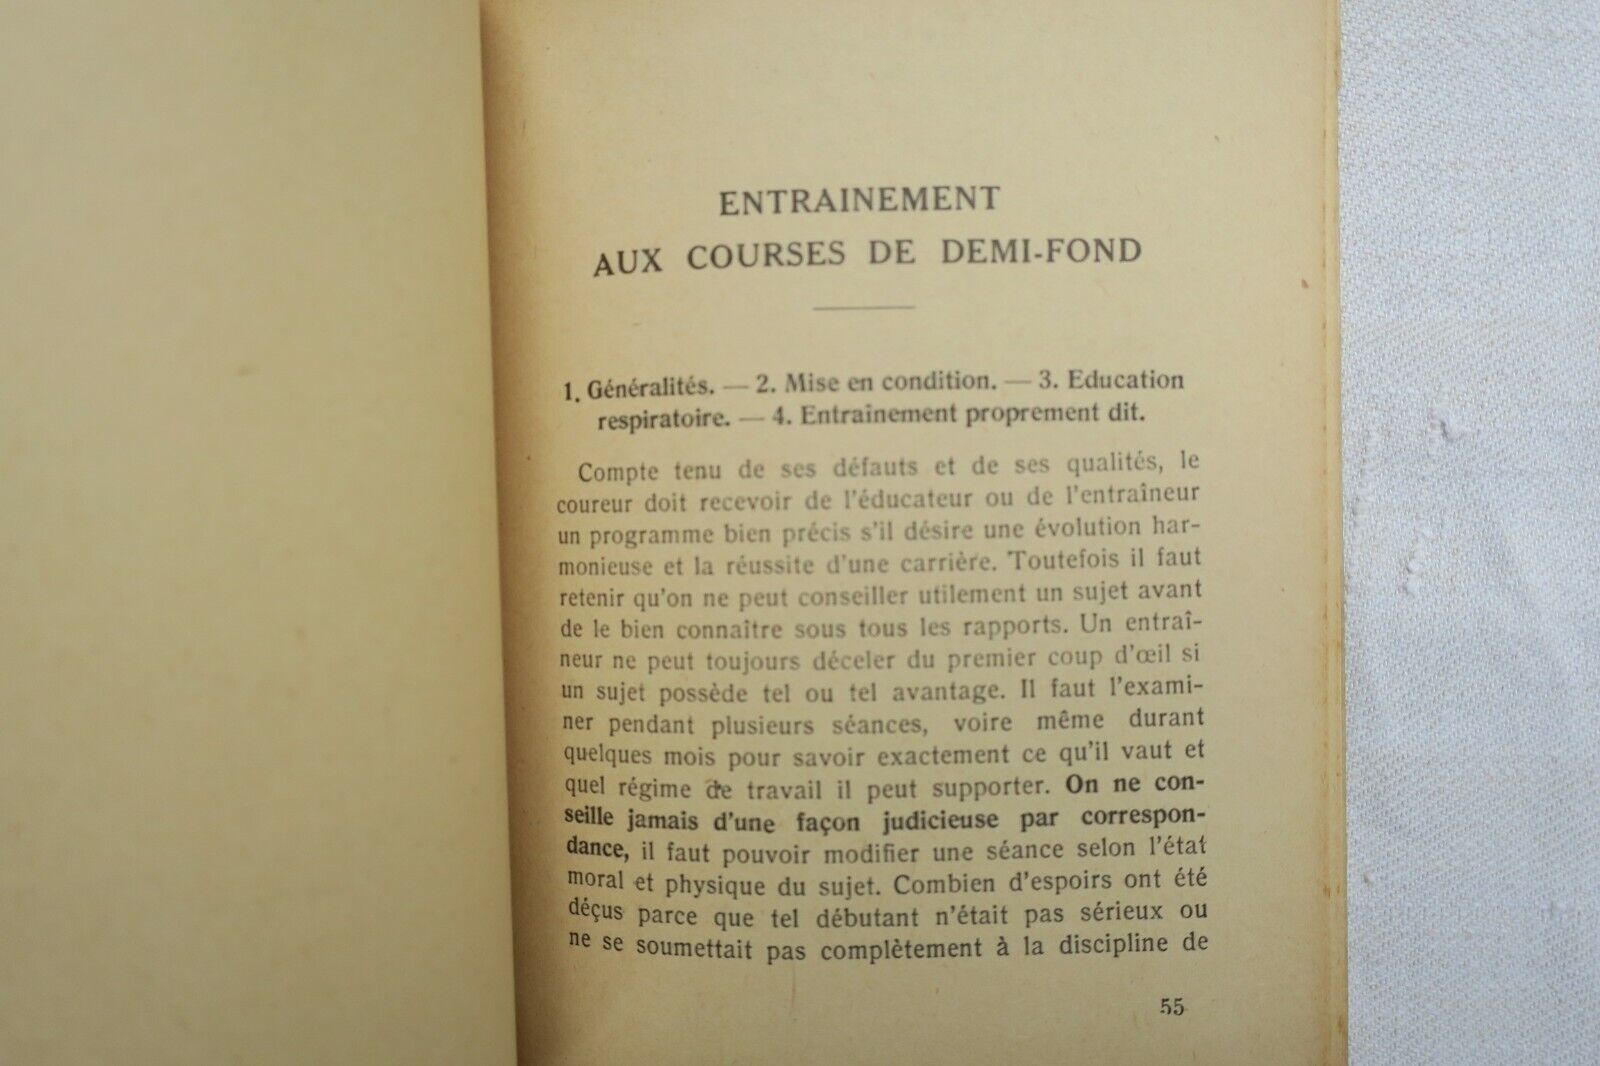 ENTRAINEMENT
AUX COURSES DE DEMI-FOND
1. Généralités. — 2. Mise en condition. — 3. Education
respiratoire. — 4. Entraînement proprement dit.
Compte tenu de ses défauts et de ses qualités, le
coureur doit recevoir de l'éducateur ou de l'entraîneur
un programme bien précis s'il désire une évolution har-
monieuse et la réussite d'une carrière. Toutefois il faut
retenir qu'on ne peut conseiller utilement un sujet avant
de le bien connaître sous tous les rapports. Un entraî-
neur ne peut toujours déceler du premier coup d'œil si
un sujet possède tel ou tel avantage. Il faut l'exami-
ner pendant plusieurs séances, voire même durant
quelques mois pour savoir exactement ce qu'il vaut et
quel régime de travail il peut supporter. On ne con-
seille jamais d'une façon judicieuse par correspon-
dance, il faut pouvoir modifier une séance selon l'état
moral et physique du sujet. Combien d'espoirs ont été
déçus parce que tel débutant n'était pas sérieux ou
ne se soumettait pas complètement à la discipline de
55